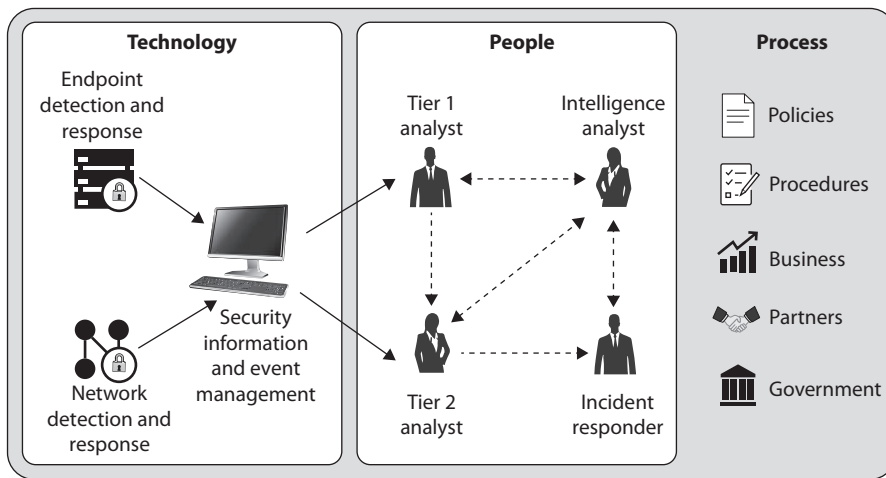 Technology
People
Process
Endpoint
detection and
response
Security
information
and event
management
Network
detection and
response
Tier 1
analyst
Intelligence
analyst
Tier 2
analyst
Incident
responder
Policies
Procedures
Business
Partners
Government